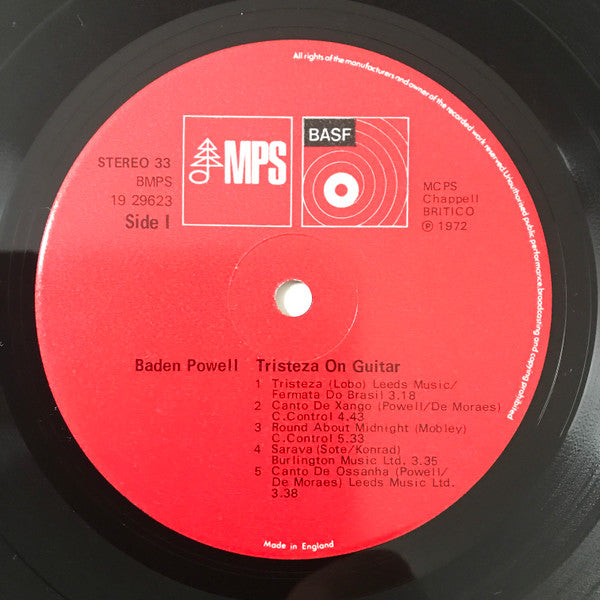 All rights of the manufacturers and owner of the recorded work reserved. Unauthorised public performance, broadcasting and copying prohibited
MPS
BASF
STEREO 33
BMPS
19 29623
Side I
MCPS
Chappell
BRITICO
℗ 1972
Baden Powell Tristeza On Guitar
1 Tristeza (Lobo) Leeds Music/
Fermata Do Brasil 3.18
2 Canto De Xango (Powell/De Moraes)
C.Control 4.43
3 Round About Midnight (Mobley)
C.Control 5.33
4 Sarava (Sote/Konrad)
Burlington Music Ltd. 3.35
5 Canto De Ossanha (Powell/
De Moraes) Leeds Music Ltd.
3.38
Made in England